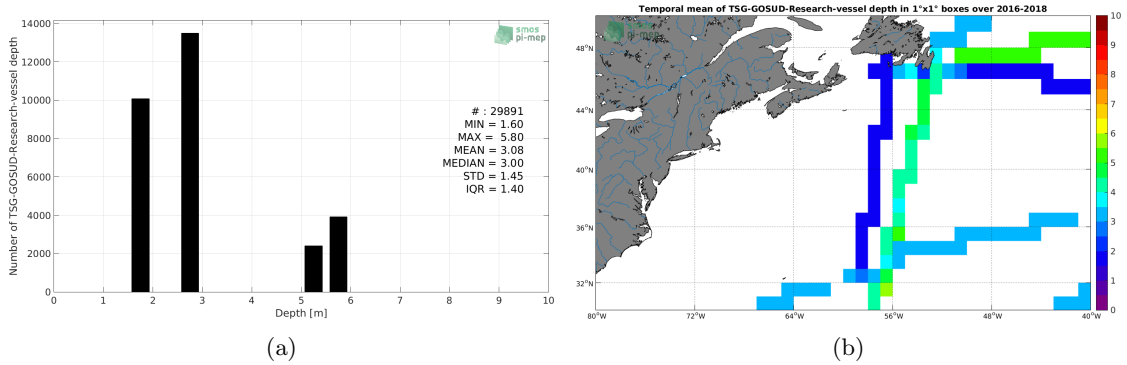 14000
12000
10000
8000
6000
4000
2000
0
Number of TSG-GOSUD-Research-vessel depth
smos
pi-mep
# : 29891
MIN = 1.60
MAX = 5.80
MEAN = 3.08
MEDIAN = 3.00
STD = 1.45
IQR = 1.40
0 1 2 3 4 5 6 7 8 9 10
Depth [m]
(a)
Temporal mean of TSG-GOSUD-Research-vessel depth in 1°x1° boxes over 2016-2018
smos
pi-mep
48°N
44°N
40°N
36°N
32°N
80°W 72°W 64°W 56°W 48°W 40°W
10
9
8
7
6
5
4
3
2
1
0
(b)